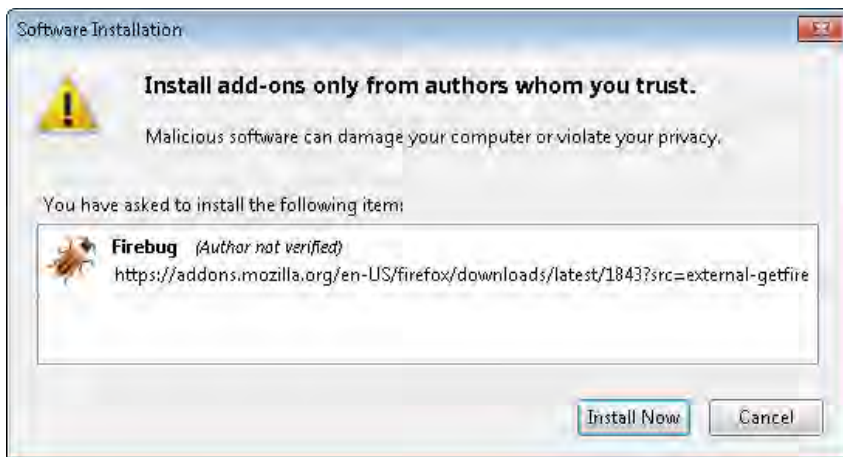 Software Installation
Install add-ons only from authors whom you trust.
Malicious software can damage your computer or violate your privacy.
You have asked to install the following item:
Firebug (Author not verified)
https://addons.mozilla.org/en-US/firefox/downloads/latest/1843?src=external-getfire
Install Now Cancel